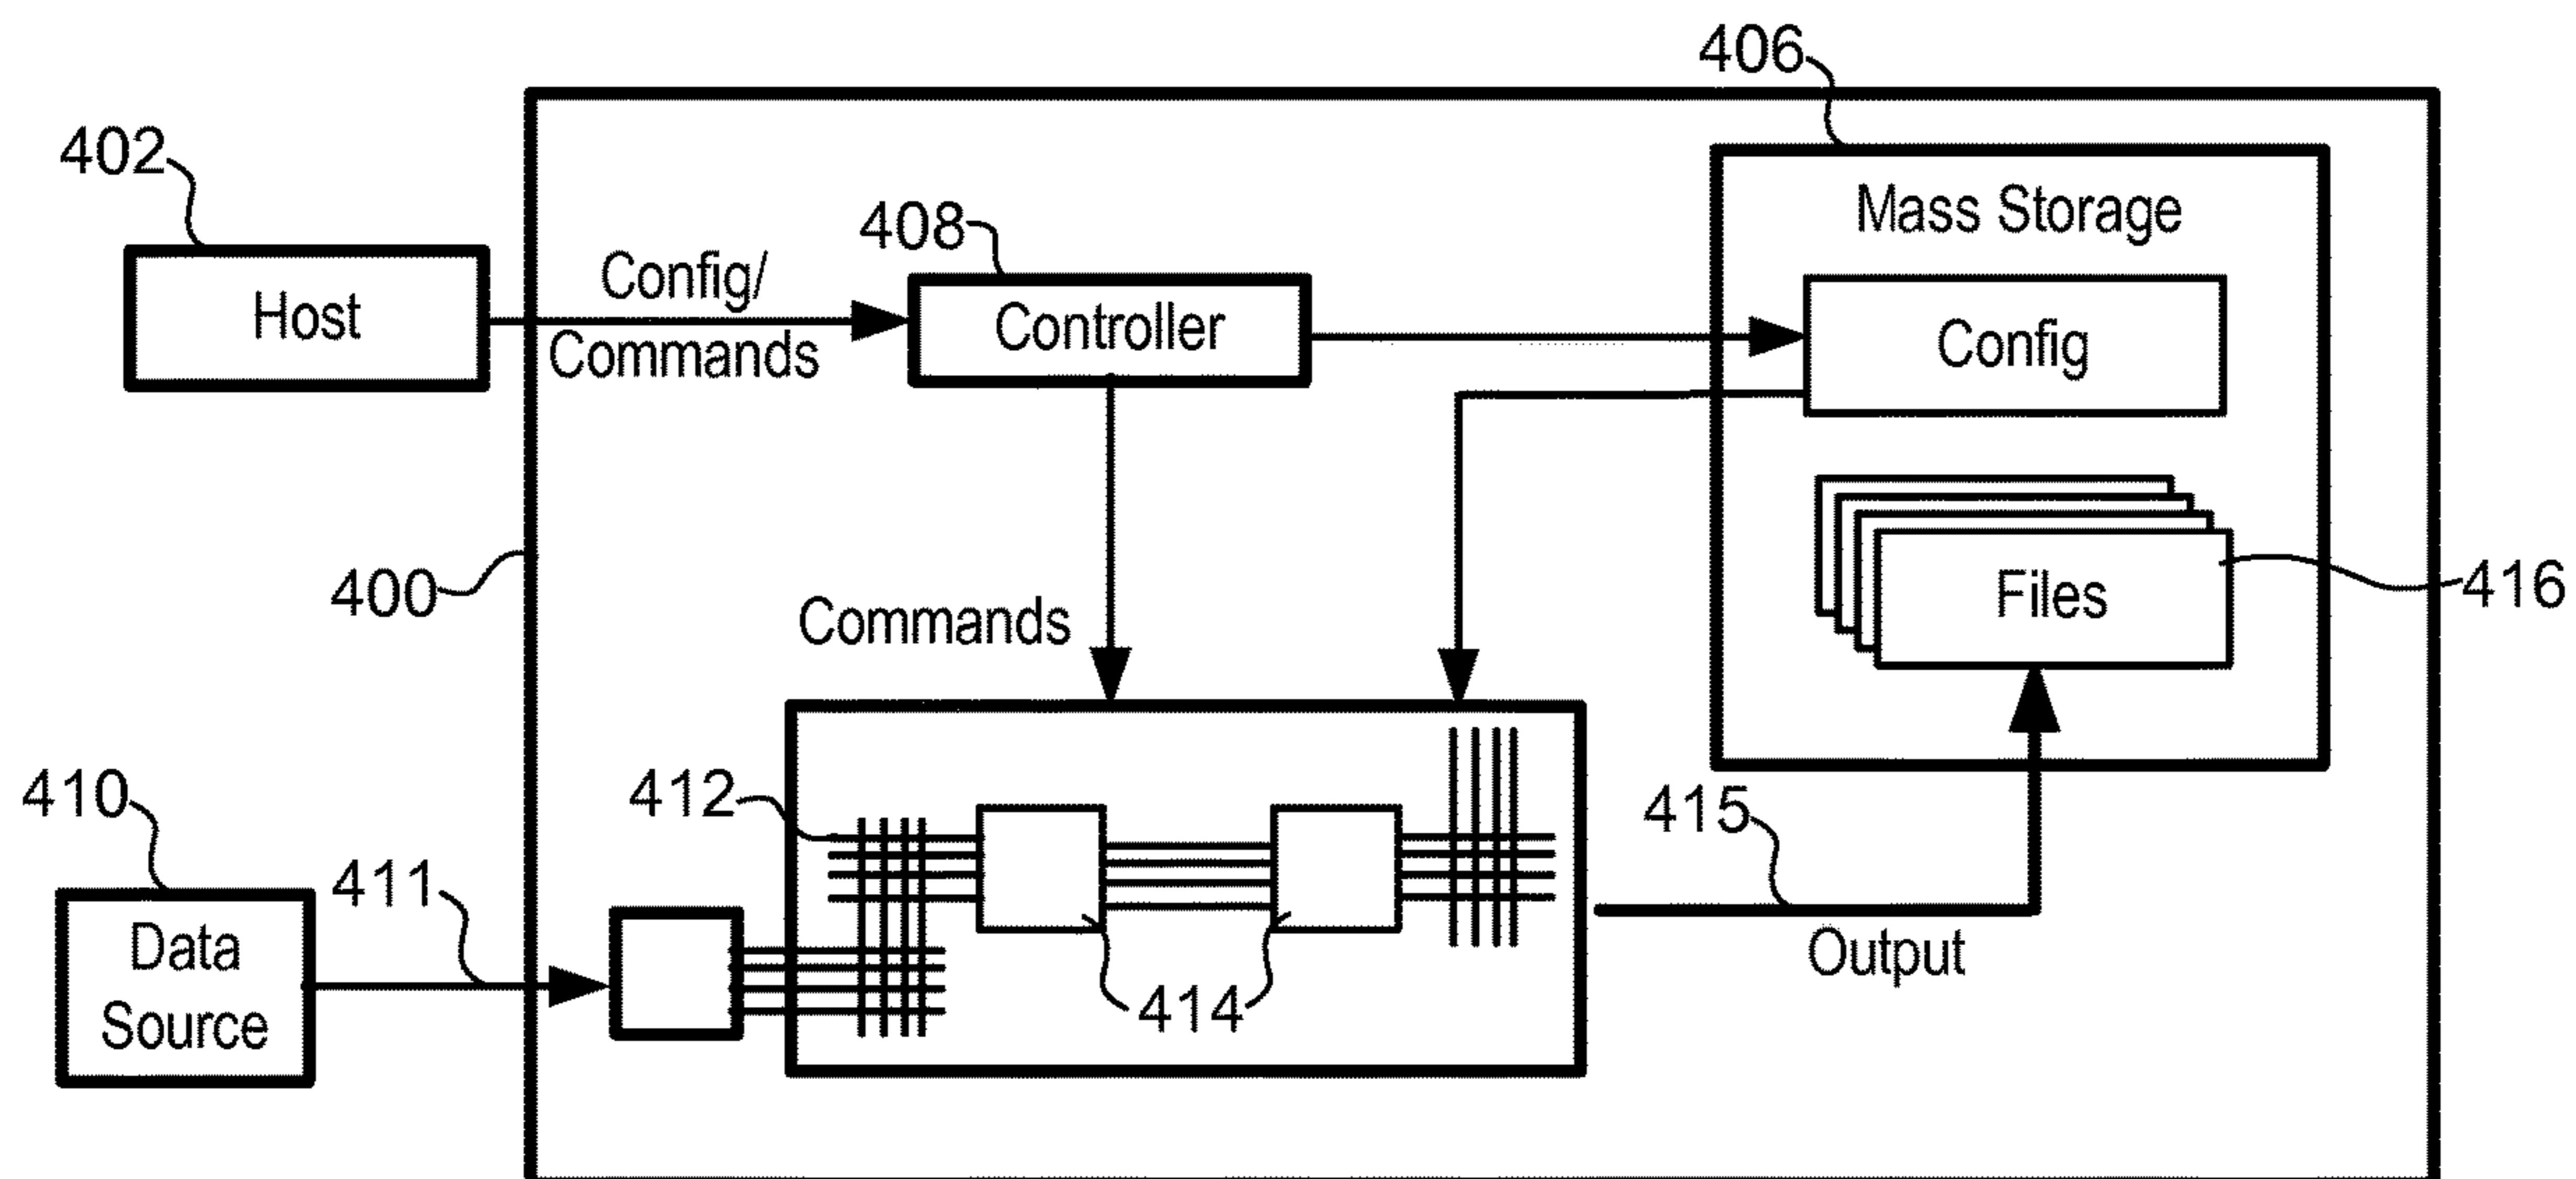 406
402
408
Mass Storage
Config/
Commands
Host
Controller
Config
400
Commands
Files
416
410
412
415
411
Data
Source
414
Output